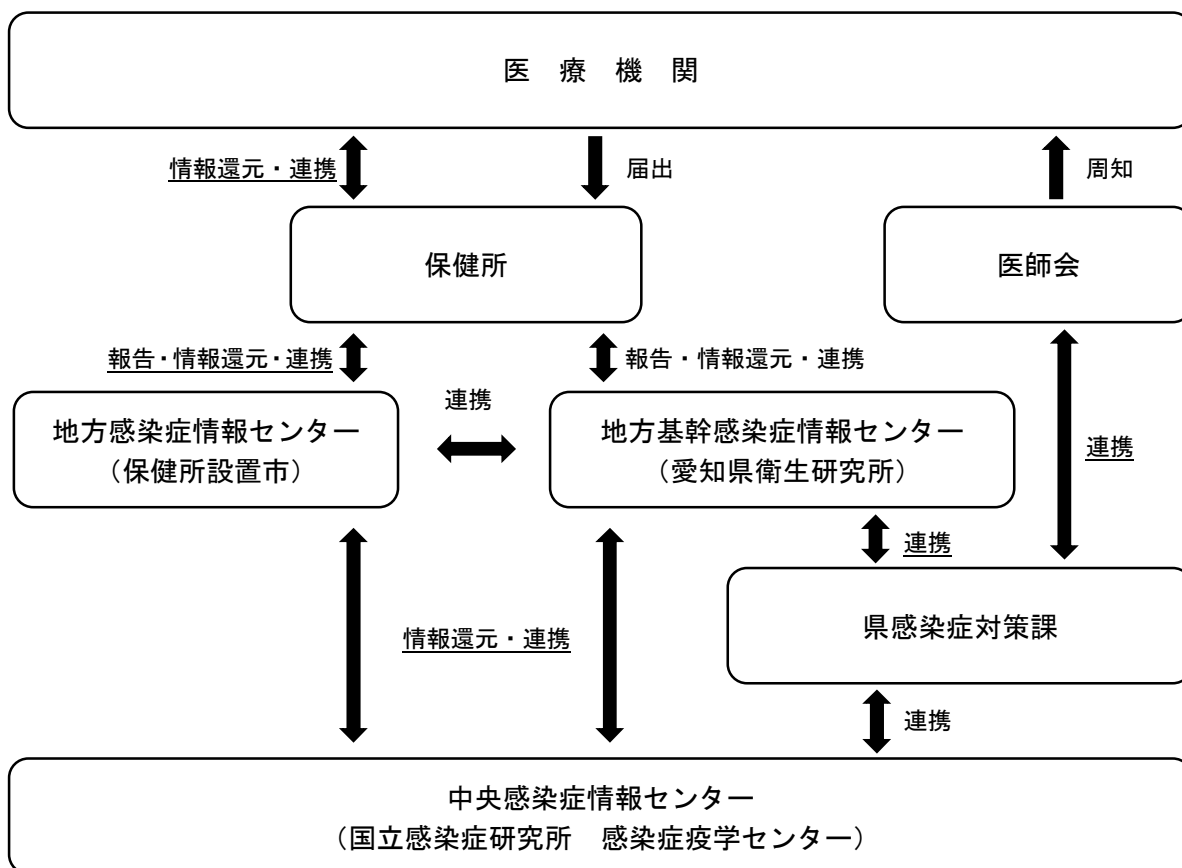 医　療　機　関
情報還元・連携
届出
周知
保健所
医師会
報告・情報還元・連携
報告・情報還元・連携
地方感染症情報センター
（保健所設置市）
連携
地方基幹感染症情報センター
（愛知県衛生研究所）
連携
連携
県感染症対策課
情報還元・連携
連携
中央感染症情報センター
（国立感染症研究所　感染症疫学センター）